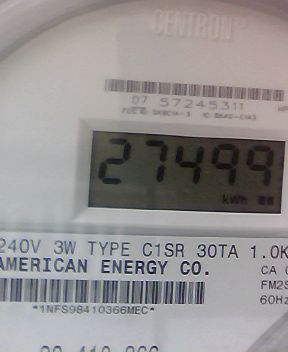 CENTRON
07 57245311
27499
kWh
240V 3W TYPE C1SR 30TA 1.0K
AMERICAN ENERGY CO.
CA
FM2S
60Hz
*1NFS98410366MEC*